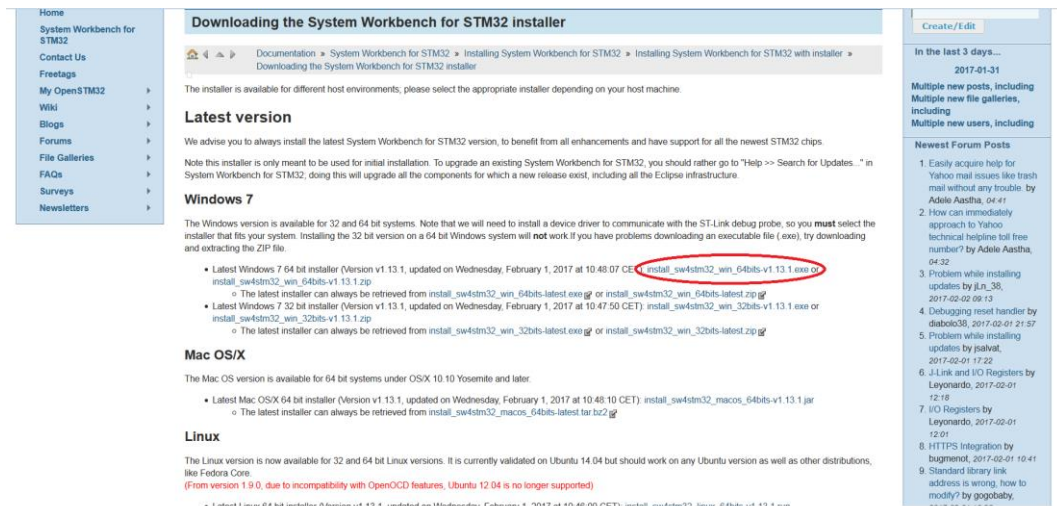 Home
System Workbench for
STM32
Contact Us
Freetags
My OpenSTM32
Wiki
Blogs
Forums
File Galleries
FAQs
Surveys
Newsletters
Downloading the System Workbench for STM32 installer
Documentation » System Workbench for STM32 » Installing System Workbench for STM32 » Installing System Workbench for STM32 with installer »
Downloading the System Workbench for STM32 installer
The installer is available for different host environments; please select the appropriate installer depending on your host machine.
Latest version
We advise you to always install the latest System Workbench for STM32 version, to benefit from all enhancements and have support for all the newest STM32 chips.
Note this installer is only meant to be used for initial installation. To upgrade an existing System Workbench for STM32, you should rather go to "Help >> Search for Updates..." in
System Workbench for STM32; doing this will upgrade all the components for which a new release exist, including all the Eclipse infrastructure.
Windows 7
The Windows version is available for 32 and 64 bit systems. Note that we will need to install a device driver to communicate with the ST-Link debug probe, so you must select the
installer that fits your system. Installing the 32 bit version on a 64 bit Windows system will not work.If you have problems downloading an executable file (.exe), try downloading
and extracting the ZIP file.
Latest Windows 7 64 bit installer (Version v1.13.1, updated on Wednesday, February 1, 2017 at 10:48:07 CET): install_sw4stm32_win_64bits-v1.13.1.exe or
install_sw4stm32_win_64bits-v1.13.1.zip
The latest installer can always be retrieved from install_sw4stm32_win_64bits-latest.exe or install_sw4stm32_win_64bits-latest.zip
Latest Windows 7 32 bit installer (Version v1.13.1, updated on Wednesday, February 1, 2017 at 10:47:50 CET): install_sw4stm32_win_32bits-v1.13.1.exe or
install_sw4stm32_win_32bits-v1.13.1.zip
The latest installer can always be retrieved from install_sw4stm32_win_32bits-latest.exe or install_sw4stm32_win_32bits-latest.zip
Mac OS/X
The Mac OS version is available for 64 bit systems under OS/X 10.10 Yosemite and later.
Latest Mac OS/X 64 bit installer (Version v1.13.1, updated on Wednesday, February 1, 2017 at 10:48:10 CET): install_sw4stm32_macos_64bits-v1.13.1.jar
The latest installer can always be retrieved from install_sw4stm32_macos_64bits-latest.tar.bz2
Linux
The Linux version is now available for 32 and 64 bit Linux versions. It is currently validated on Ubuntu 14.04 but should work on any Ubuntu version as well as other distributions,
like Fedora Core.
(From version 1.9.0, due to incompatibility with OpenOCD features, Ubuntu 12.04 is no longer supported)
Create/Edit
In the last 3 days...
2017-01-31
Multiple new posts, including
Multiple new file galleries,
including
Multiple new users, including
Newest Forum Posts
1. Easily acquire help for
Yahoo mail issues like trash
mail without any trouble. by
Adele Aastha, 04:41
2. How can immediately
approach to Yahoo
technical helpline toll free
number? by Adele Aastha,
04:32
3. Problem while installing
updates by jLn_38,
2017-02-02 09:13
4. Debugging reset handler by
diabolo38, 2017-02-01 21:57
5. Problem while installing
updates by jsalvat,
2017-02-01 17:22
6. J-Link and I/O Registers by
Leyonardo, 2017-02-01
12:18
7. I/O Registers by
Leyonardo, 2017-02-01
12:01
8. HTTPS Integration by
bugmenot, 2017-02-01 10:41
9. Standard library link
address is wrong, how to
modify? by gogobaby,